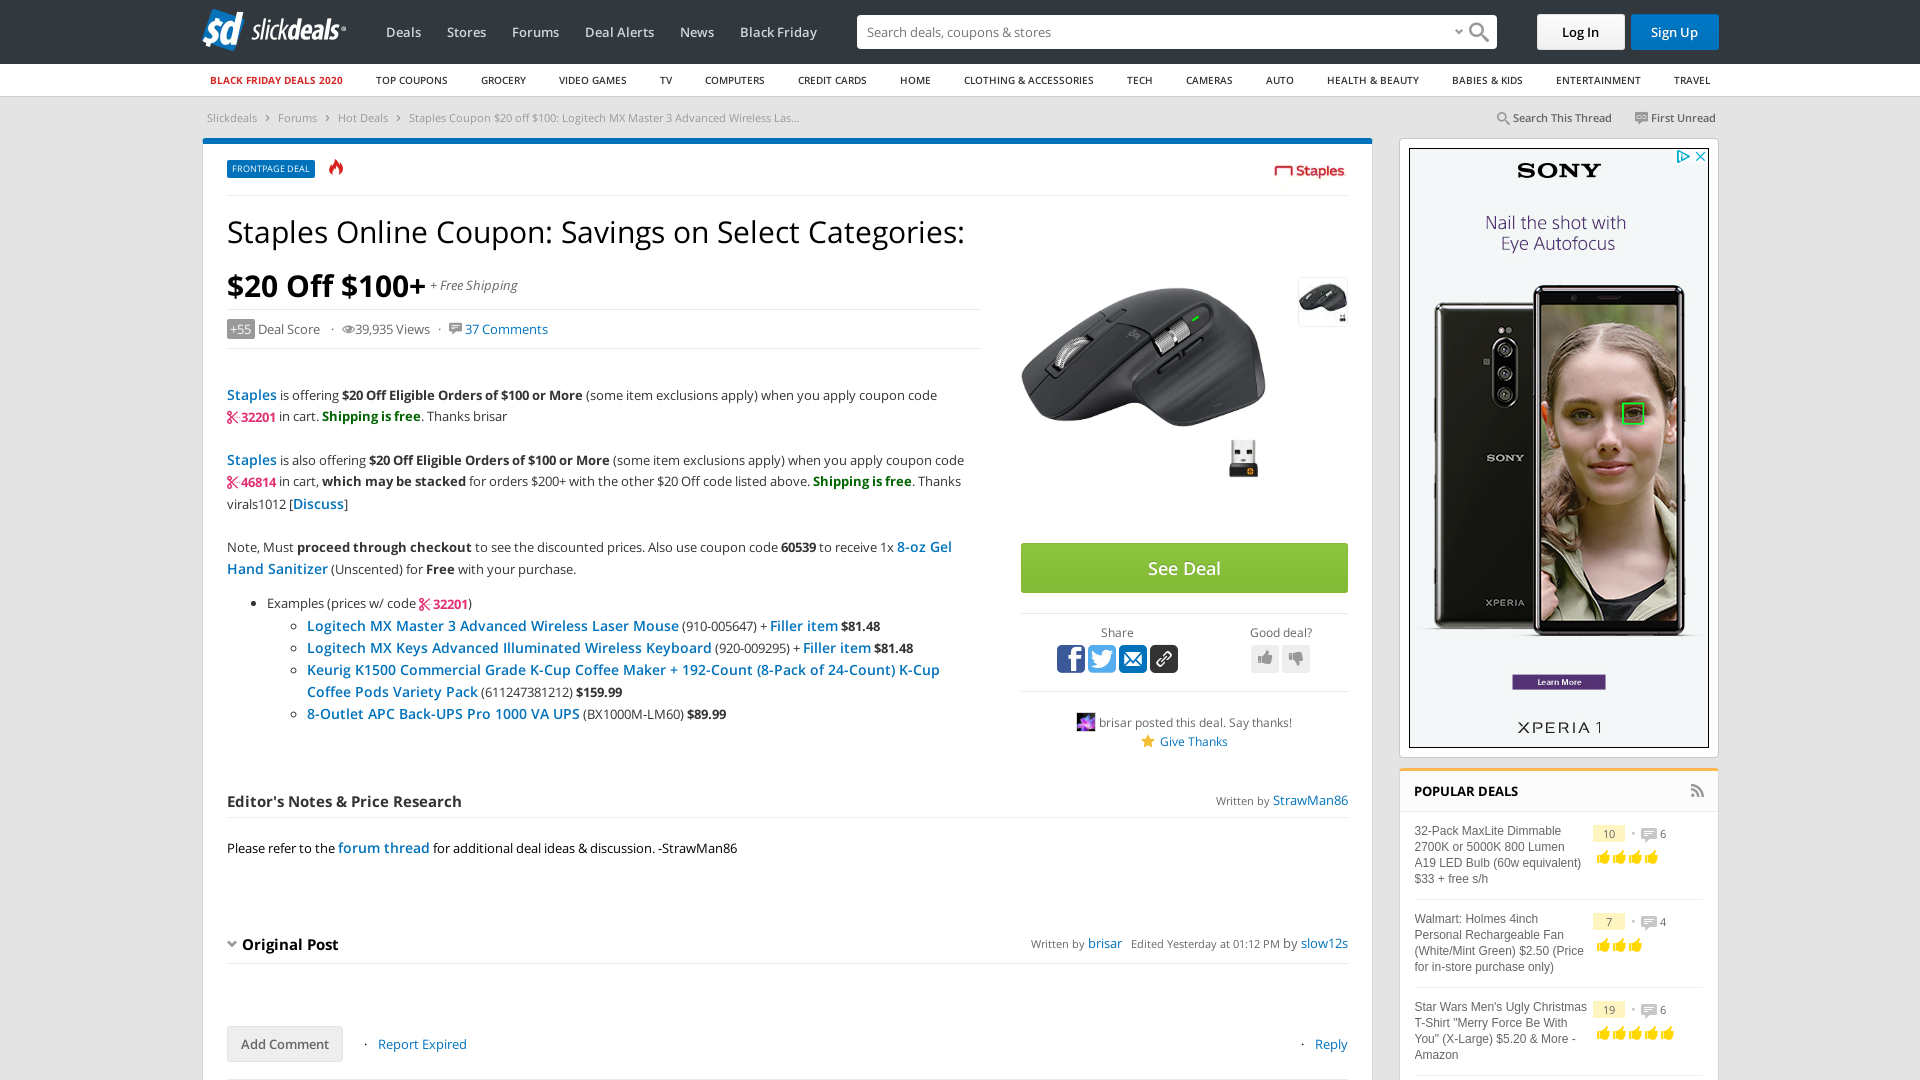 sd slickdeals
Deals Stores Forums Deal Alerts News Black Friday
Search deals, coupons & stores
Log In
Sign Up
BLACK FRIDAY DEALS 2020 TOP COUPONS GROCERY VIDEO GAMES TV COMPUTERS CREDIT CARDS HOME CLOTHING & ACCESSORIES TECH CAMERAS AUTO HEALTH & BEAUTY BABIES & KIDS ENTERTAINMENT TRAVEL
Slickdeals › Forums › Hot Deals › Staples Coupon $20 off $100: Logitech MX Master 3 Advanced Wireless Las...
Search This Thread First Unread
FRONTPAGE DEAL
Staples
Staples Online Coupon: Savings on Select Categories:
$20 Off $100+ + Free Shipping
+55 Deal Score · 39,935 Views · 37 Comments
Staples is offering $20 Off Eligible Orders of $100 or More (some item exclusions apply) when you apply coupon code
32201 in cart. Shipping is free. Thanks brisar
Staples is also offering $20 Off Eligible Orders of $100 or More (some item exclusions apply) when you apply coupon code
46814 in cart, which may be stacked for orders $200+ with the other $20 Off code listed above. Shipping is free. Thanks
virals1012 [Discuss]
Note, Must proceed through checkout to see the discounted prices. Also use coupon code 60539 to receive 1x 8-oz Gel
Hand Sanitizer (Unscented) for Free with your purchase.
Examples (prices w/ code 32201)
Logitech MX Master 3 Advanced Wireless Laser Mouse (910-005647) + Filler item $81.48
Logitech MX Keys Advanced Illuminated Wireless Keyboard (920-009295) + Filler item $81.48
Keurig K1500 Commercial Grade K-Cup Coffee Maker + 192-Count (8-Pack of 24-Count) K-Cup
Coffee Pods Variety Pack (611247381212) $159.99
8-Outlet APC Back-UPS Pro 1000 VA UPS (BX1000M-LM60) $89.99
See Deal
Share
Good deal?
brisar posted this deal. Say thanks!
Give Thanks
Editor's Notes & Price Research
Written by StrawMan86
Please refer to the forum thread for additional deal ideas & discussion. -StrawMan86
Original Post
Written by brisar Edited Yesterday at 01:12 PM by slow12s
Add Comment
· Report Expired
· Reply
SONY
Nail the shot with
Eye Autofocus
SONY
XPERIA
Learn More
XPERIA 1
POPULAR DEALS
32-Pack MaxLite Dimmable
2700K or 5000K 800 Lumen
A19 LED Bulb (60w equivalent)
$33 + free s/h
10 • 6
Walmart: Holmes 4inch
Personal Rechargeable Fan
(White/Mint Green) $2.50 (Price
for in-store purchase only)
7 • 4
Star Wars Men's Ugly Christmas
T-Shirt "Merry Force Be With
You" (X-Large) $5.20 & More -
Amazon
19 • 6